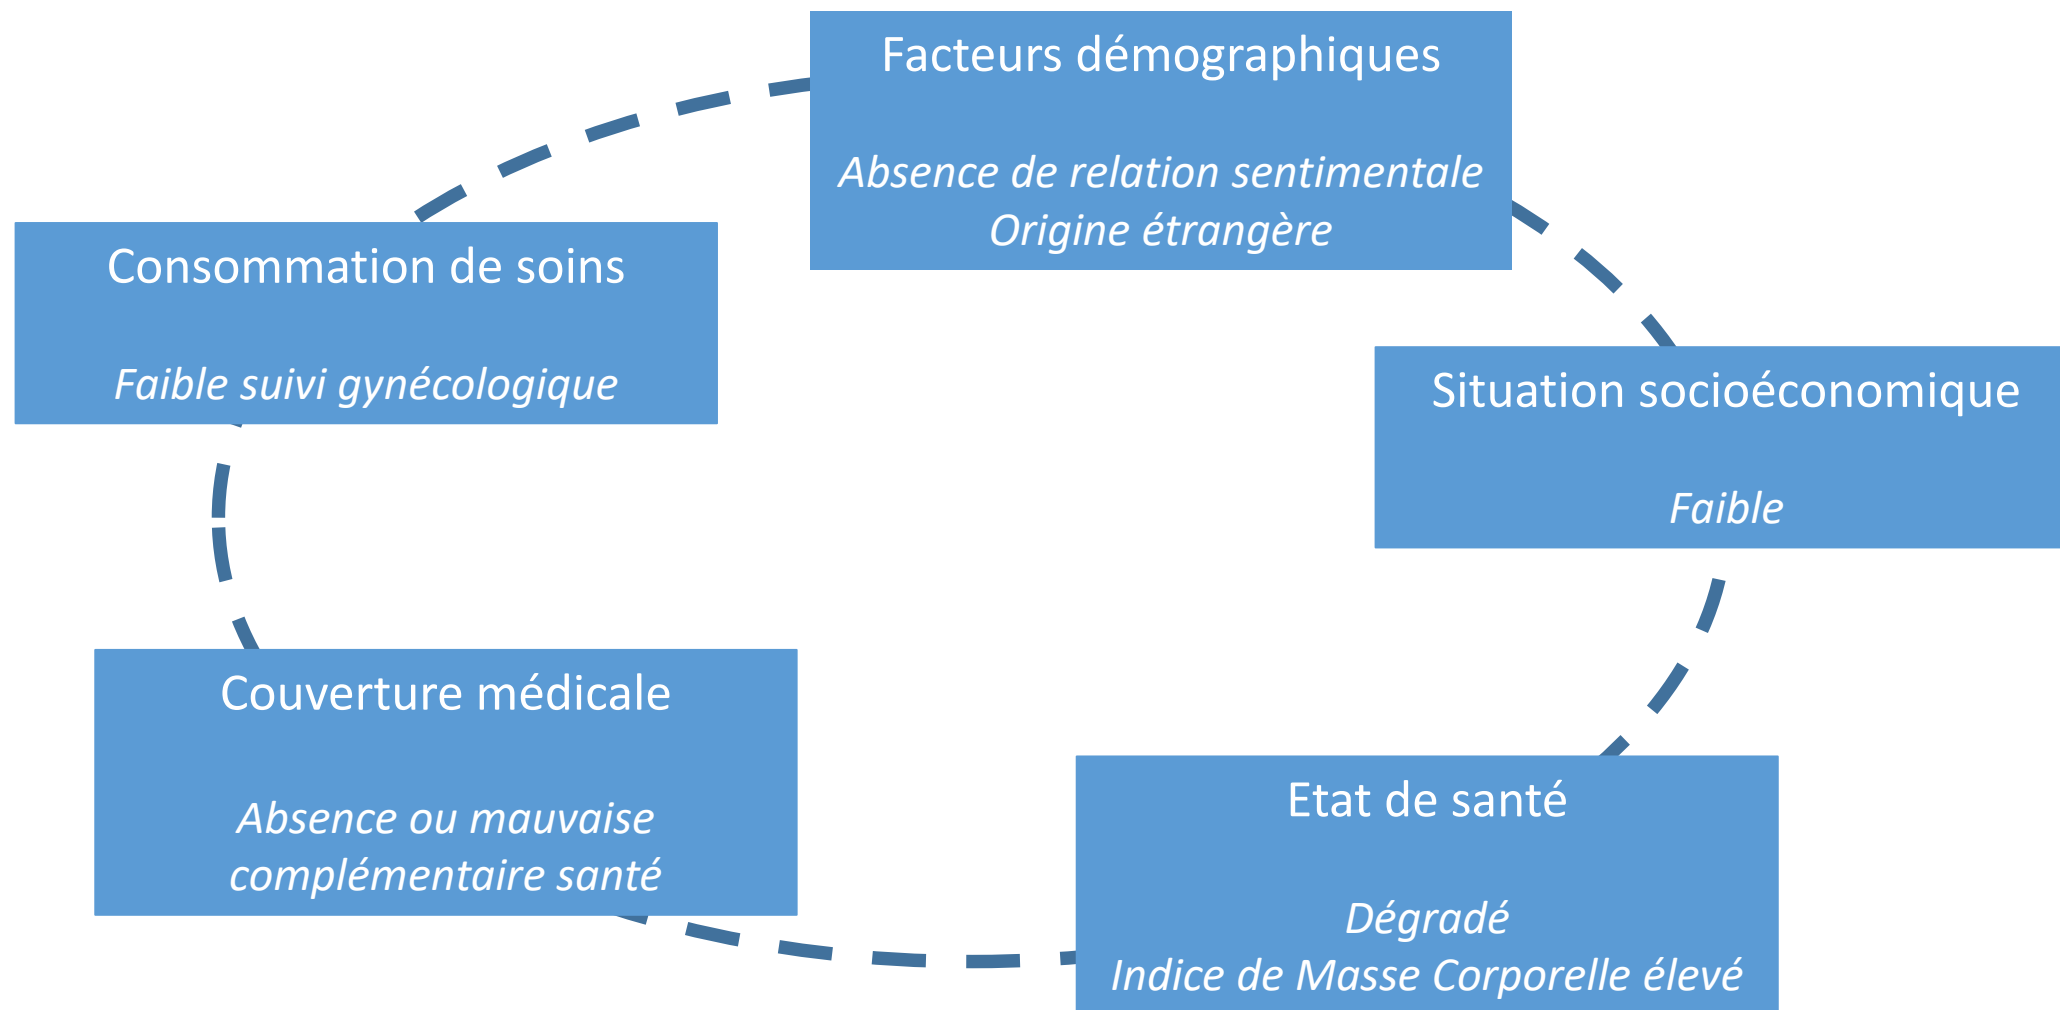 Facteurs démographiques
Absence de relation sentimentale
Origine étrangère
Consommation de soins
Faible suivi gynécologique
Situation socioéconomique
Faible
Couverture médicale
Absence ou mauvaise
complémentaire santé
Etat de santé
Dégradé
Indice de Masse Corporelle élevé